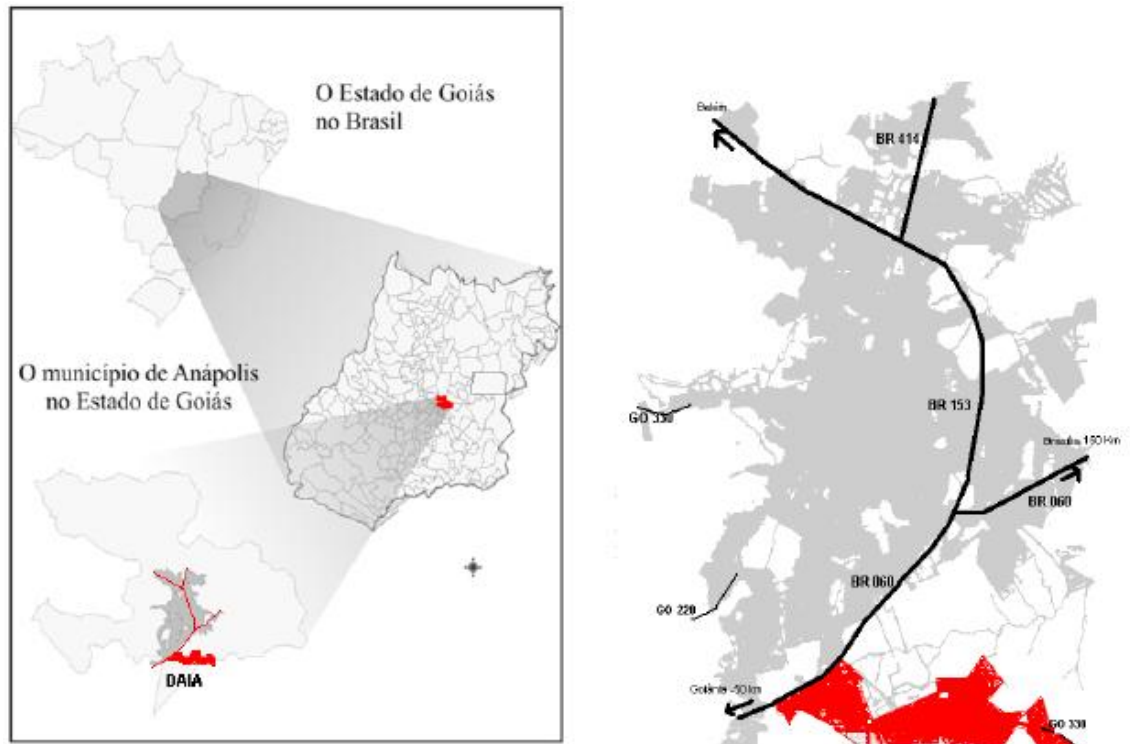 O Estado de Goiás
no Brasil
O município de Anápolis
no Estado de Goiás
DAIA
Belém
BR 414
GO 330
BR 153
Brasília 150 Km
BR 060
BR 060
GO 220
Goiânia -50 km
GO 330